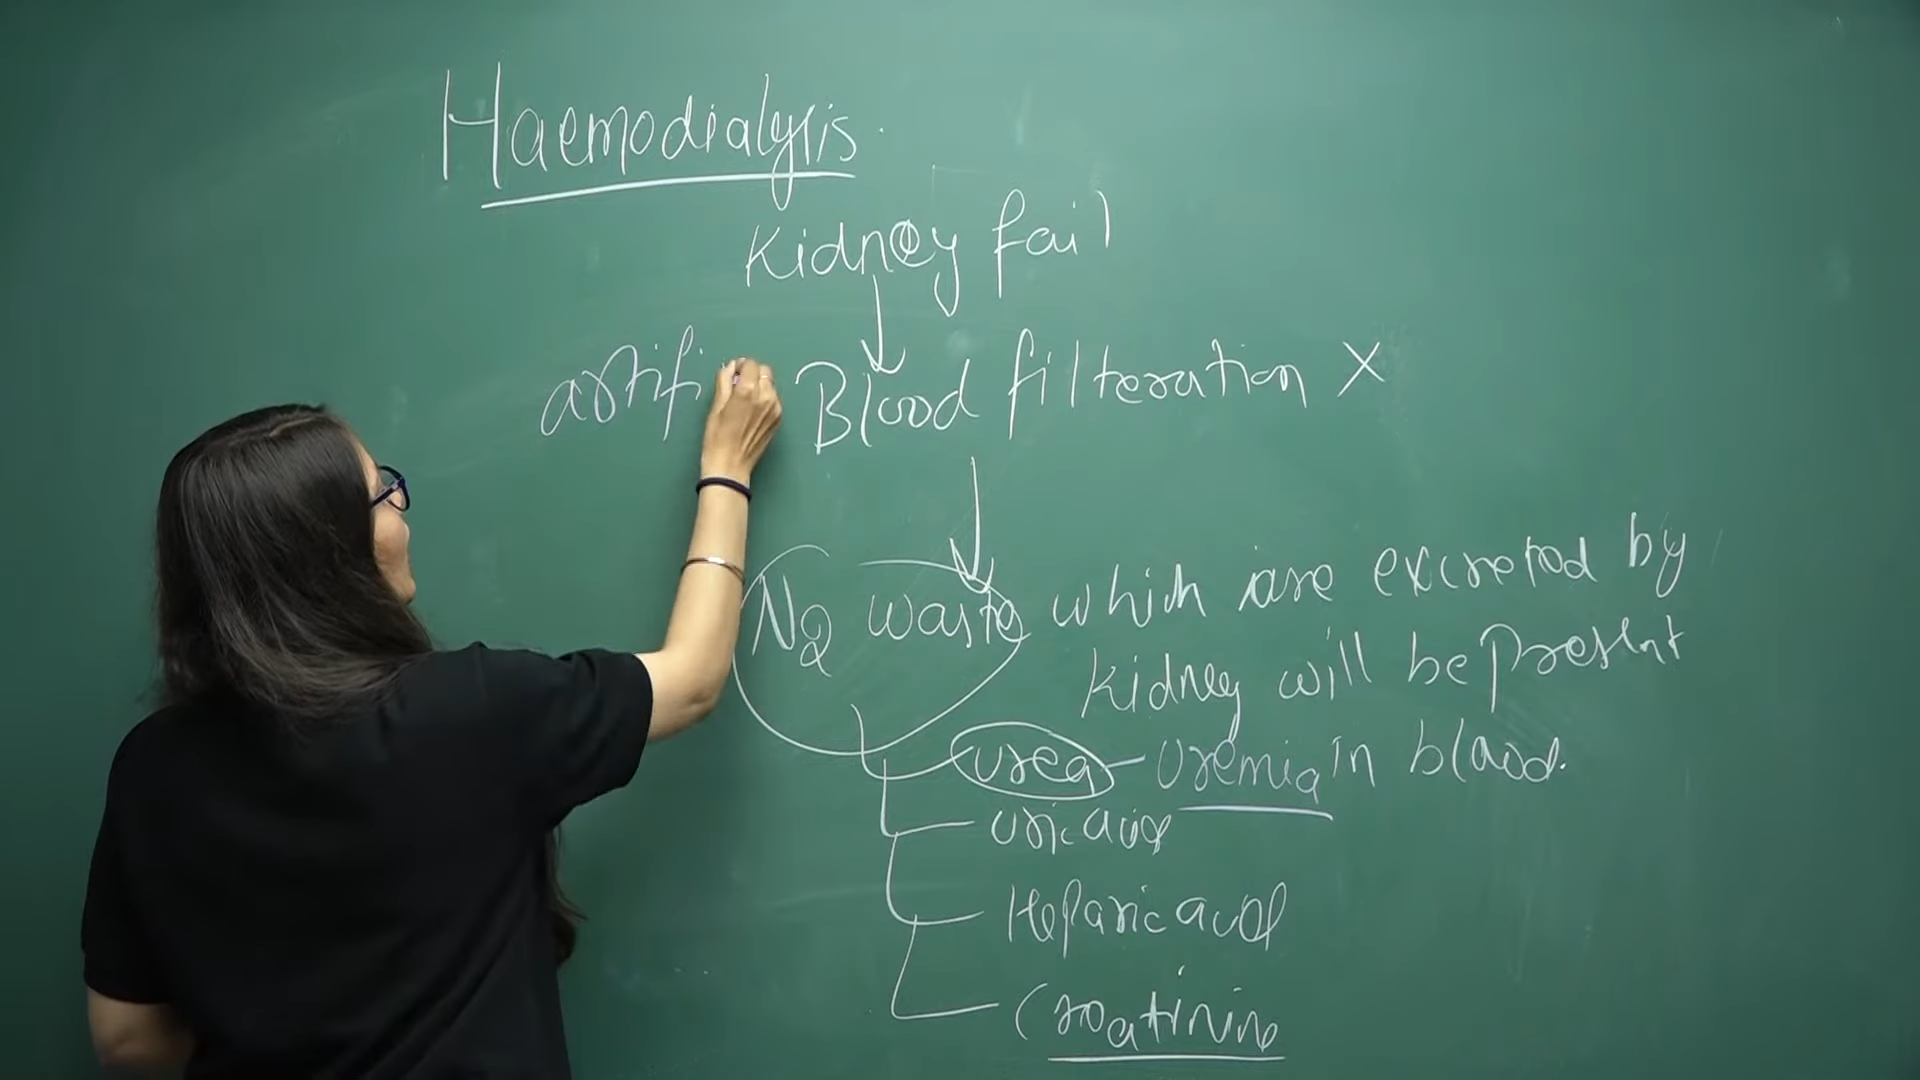 Haemodialysis.
Kidney fail
artifi Blood filteration X
N2 waste which are excreted by
Kidney will be Present
urea - uremia in blood.
uric acid
Heparic acid
Creatinine